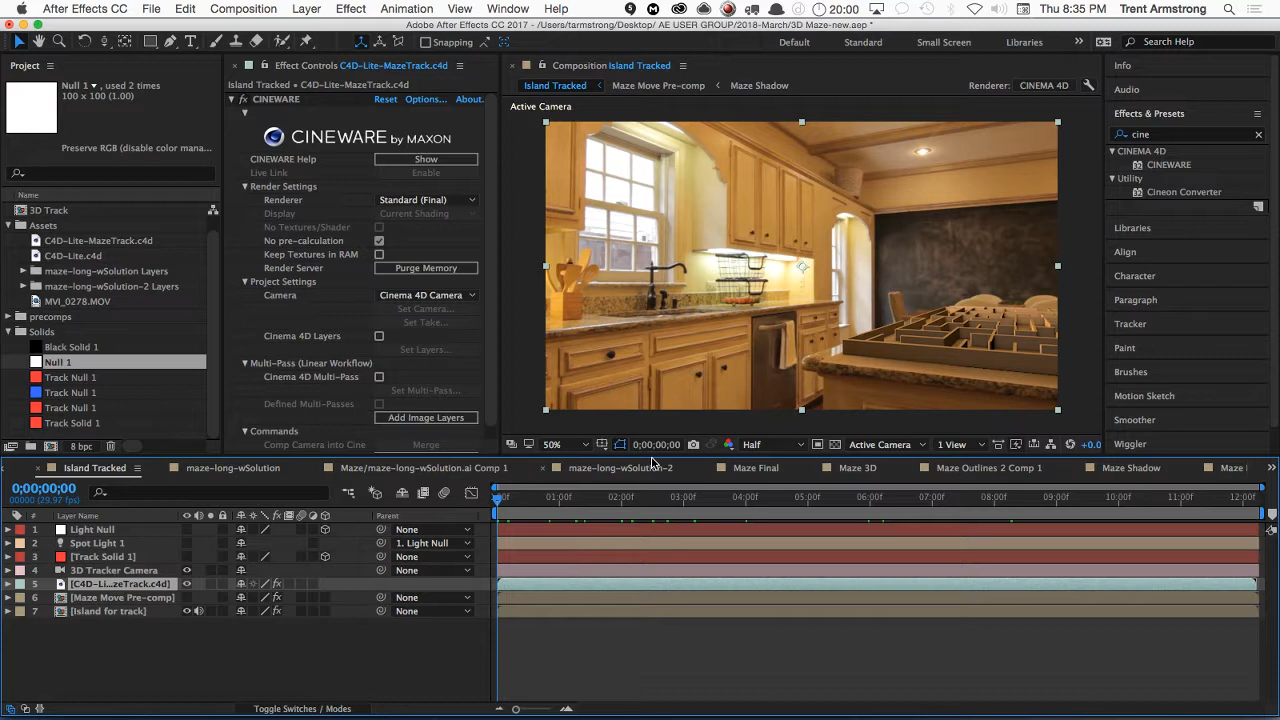 After Effects CC File Edit Composition Layer Effect Animation View Window Help 20:00 Thu Mar 8 8:35 PM Trent Armstrong
Adobe After Effects CC 2017 - /Users/tarmstrong/Desktop/ AE USER GROUP/2018-March/3D Maze-new.aep *
Snapping Default Standard Small Screen Libraries Search Help
Project
Null 1, used 2 times
100 x 100 (1.00)
Preserve RGB (disable color mana...
Name
3D Track
Assets
C4D-Lite-MazeTrack.c4d
C4D-Lite.c4d
maze-long-wSolution Layers
maze-long-wSolution-2 Layers
MVI_0278.MOV
precomps
Solids
Black Solid 1
Null 1
Track Null 1
Track Null 1
Track Null 1
Track Solid 1
8 bpc
Effect Controls C4D-Lite-MazeTrack.c4d
Island Tracked • C4D-Lite-MazeTrack.c4d
fx CINEWARE Reset Options... About.
CINEWARE BY MAXON
CINEWARE Help Show
Live Link Enable
Render Settings
Renderer Standard (Final)
Display Current Shading
No Textures/Shader
No pre-calculation
Keep Textures in RAM
Render Server Purge Memory
Project Settings
Camera Cinema 4D Camera
Set Camera...
Set Take...
Cinema 4D Layers
Set Layers...
Multi-Pass (Linear Workflow)
Cinema 4D Multi-Pass
Set Multi-Pass...
Defined Multi-Passes
Add Image Layers
Commands
Comp Camera into Cine Merge
Composition Island Tracked
Island Tracked Maze Move Pre-comp Maze Shadow Renderer: CINEMA 4D
Active Camera
50% 0;00;00;00 Half Active Camera 1 View +0.0
Info
Audio
Effects & Presets
cine
CINEMA 4D
CINEWARE
Utility
Cineon Converter
Libraries
Align
Character
Paragraph
Tracker
Paint
Brushes
Motion Sketch
Smoother
Wiggler
Island Tracked maze-long-wSolution Maze/maze-long-wSolution.ai Comp 1 maze-long-wSolution-2 Maze Final Maze 3D Maze Outlines 2 Comp 1 Maze Shadow
0;00;00;00
00000 (29.97 fps)
01:00f 02:00f 03:00f 04:00f 05:00f 06:00f 07:00f 08:00f 09:00f 10:00f 11:00f 12:00f
# Layer Name Parent
1 Light Null None
2 Spot Light 1 1. Light Null
3 [Track Solid 1] None
4 3D Tracker Camera None
5 [C4D-Li...zeTrack.c4d] None
6 [Maze Move Pre-comp] None
7 [Island for track] None
Toggle Switches / Modes